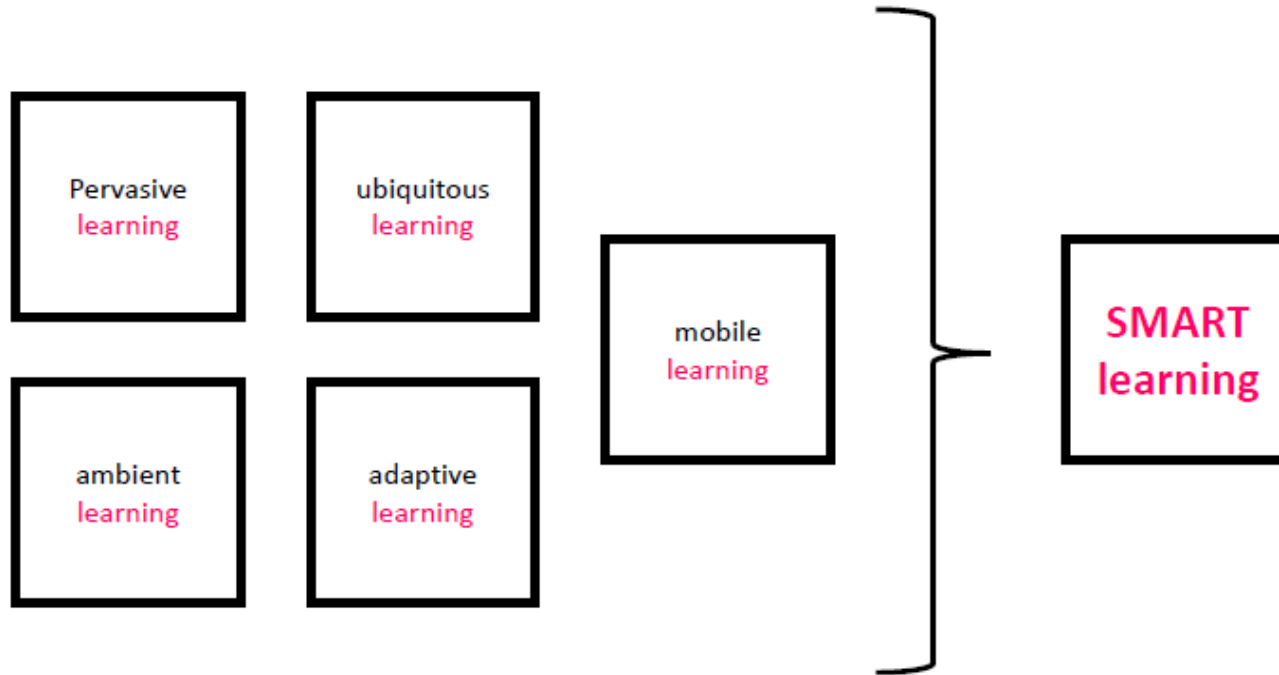 Pervasive
learning
ubiquitous
learning
mobile
learning
ambient
learning
adaptive
learning
SMART
learning